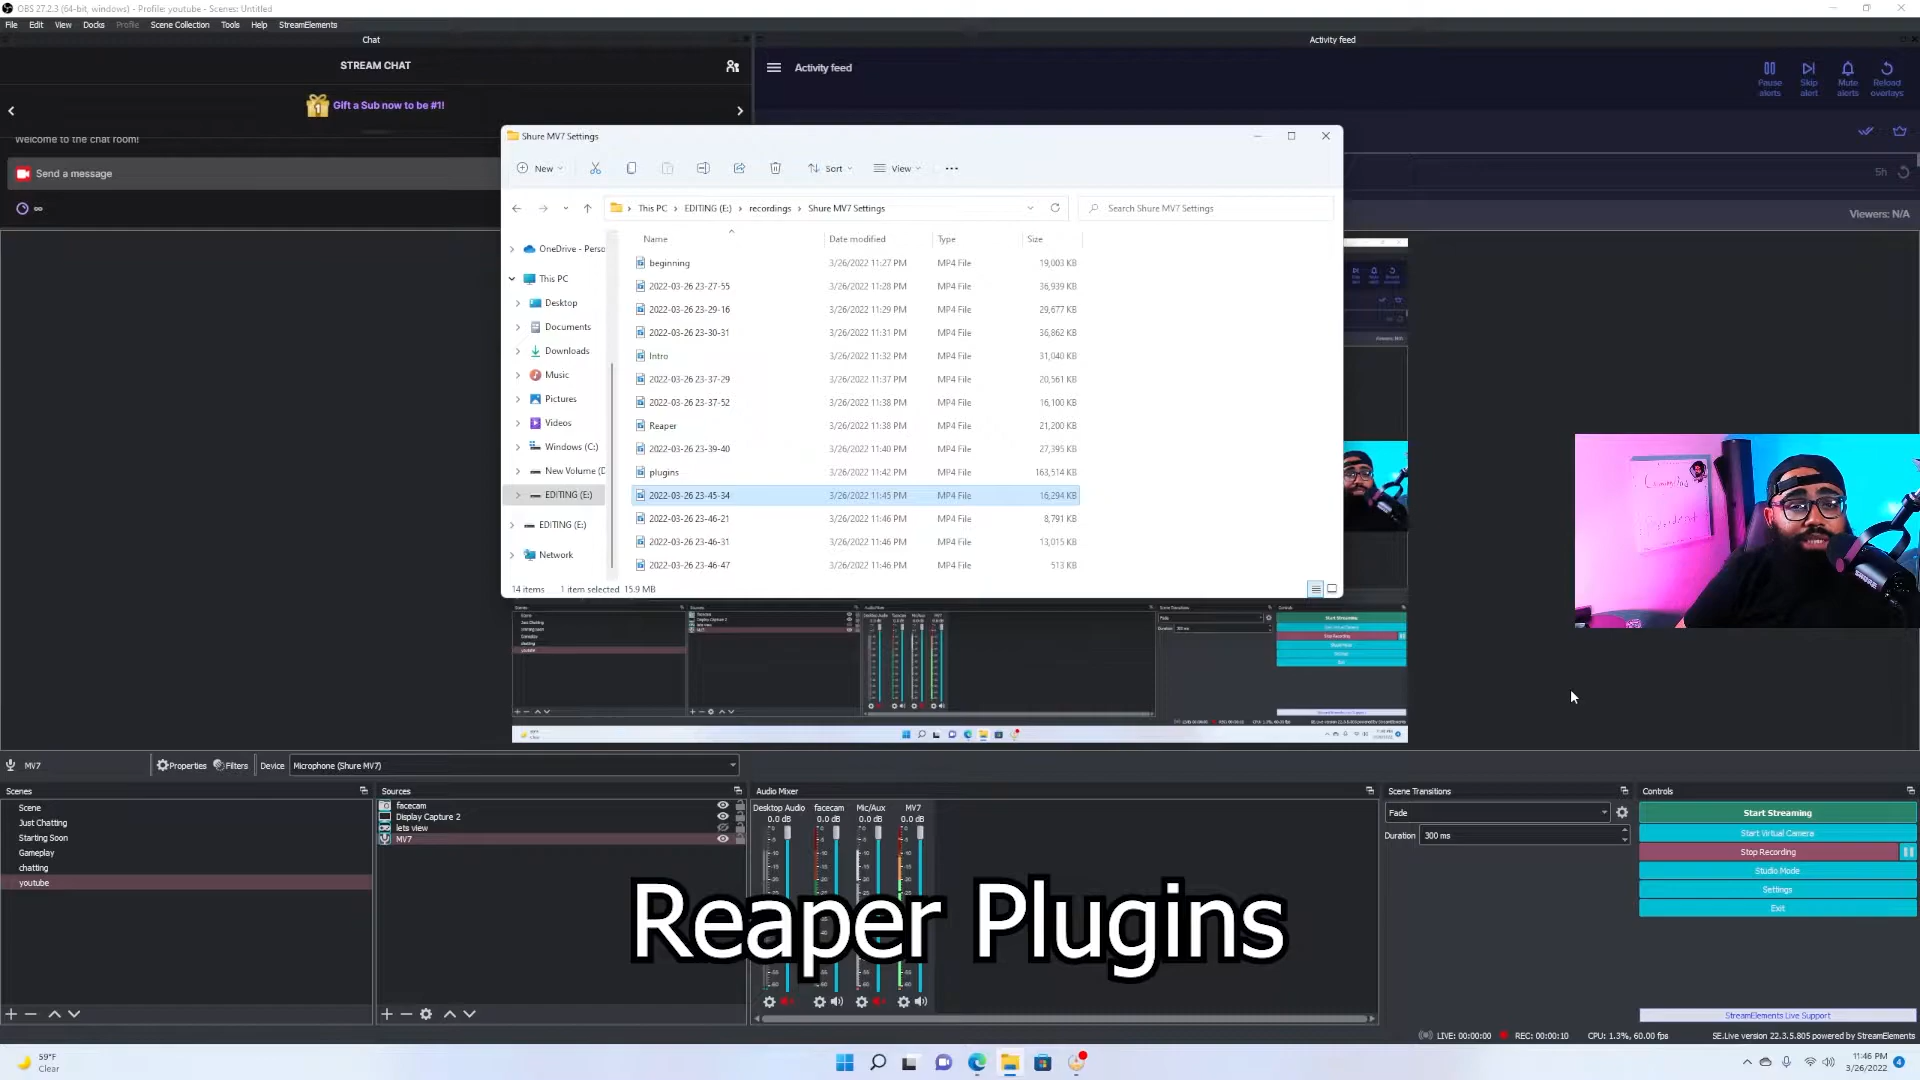 OBS 27.2.3 (64-bit, windows) - Profile: youtube - Scenes: Untitled
File Edit View Docks Profile Scene Collection Tools Help StreamElements
Chat
Activity feed
STREAM CHAT
Activity feed
Pause alerts
Skip alert
Mute alerts
Reload overlays
Gift a Sub now to be #1!
Welcome to the chat room!
Send a message
5h
Viewers: N/A
Shure MV7 Settings
New Sort View
This PC > EDITING (E:) > recordings > Shure MV7 Settings
Search Shure MV7 Settings
OneDrive - Perso
This PC
Desktop
Documents
Downloads
Music
Pictures
Videos
Windows (C:)
New Volume (D
EDITING (E:)
EDITING (E:)
Network
Name Date modified Type Size
beginning 3/26/2022 11:27 PM MP4 File 19,003 KB
2022-03-26 23-27-55 3/26/2022 11:28 PM MP4 File 36,939 KB
2022-03-26 23-29-16 3/26/2022 11:29 PM MP4 File 29,677 KB
2022-03-26 23-30-31 3/26/2022 11:31 PM MP4 File 36,862 KB
Intro 3/26/2022 11:32 PM MP4 File 31,040 KB
2022-03-26 23-37-29 3/26/2022 11:37 PM MP4 File 20,561 KB
2022-03-26 23-37-52 3/26/2022 11:38 PM MP4 File 16,100 KB
Reaper 3/26/2022 11:38 PM MP4 File 21,200 KB
2022-03-26 23-39-40 3/26/2022 11:40 PM MP4 File 27,395 KB
plugins 3/26/2022 11:42 PM MP4 File 163,514 KB
2022-03-26 23-45-34 3/26/2022 11:45 PM MP4 File 16,294 KB
2022-03-26 23-46-21 3/26/2022 11:46 PM MP4 File 8,791 KB
2022-03-26 23-46-31 3/26/2022 11:46 PM MP4 File 13,015 KB
2022-03-26 23-46-47 3/26/2022 11:46 PM MP4 File 513 KB
14 items 1 item selected 15.9 MB
MV7 Properties Filters Device Microphone (Shure MV7)
Scenes
Scene
Just Chatting
Starting Soon
Gameplay
chatting
youtube
Sources
facecam
Display Capture 2
lets view
MV7
Audio Mixer
Desktop Audio facecam Mic/Aux MV7
0.0 dB 0.0 dB 0.0 dB 0.0 dB
Scene Transitions
Fade
Duration 300 ms
Controls
Start Streaming
Start Virtual Camera
Stop Recording
Studio Mode
Settings
Exit
Reaper Plugins
StreamElements Live Support
LIVE: 00:00:00 REC: 00:00:10 CPU: 1.3%, 60.00 fps SE.Live version 22.3.5.805 powered by StreamElements
59°F
Clear
11:46 PM
3/26/2022
4